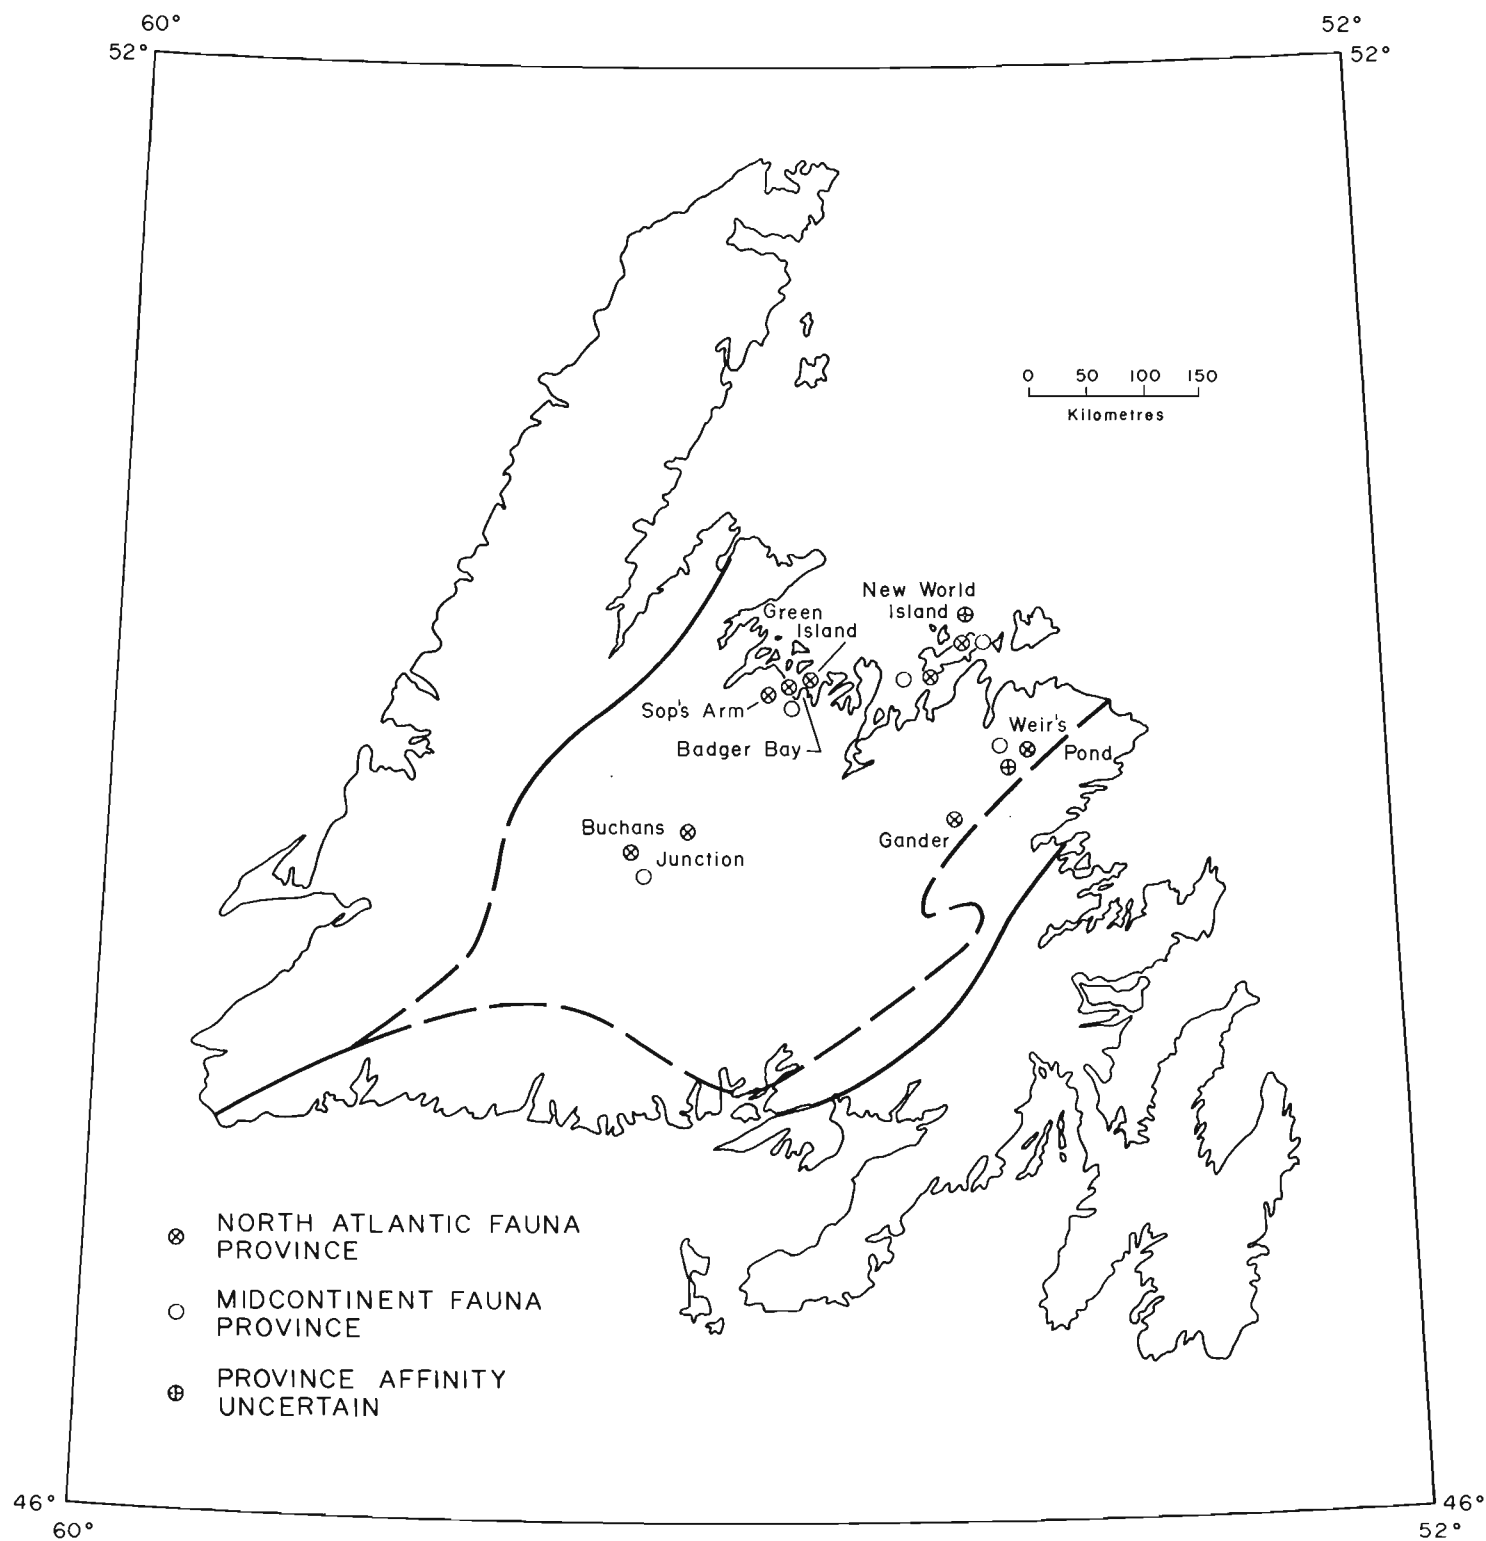 60° 52°
52° 52°
0 50 100 150
Kilometres
New World
Island
Green
Island
Sop's Arm
Badger Bay
Weir's
Pond
Buchans
Junction
Gander
NORTH ATLANTIC FAUNA
PROVINCE
MIDCONTINENT FAUNA
PROVINCE
PROVINCE AFFINITY
UNCERTAIN
46° 46°
60° 52°